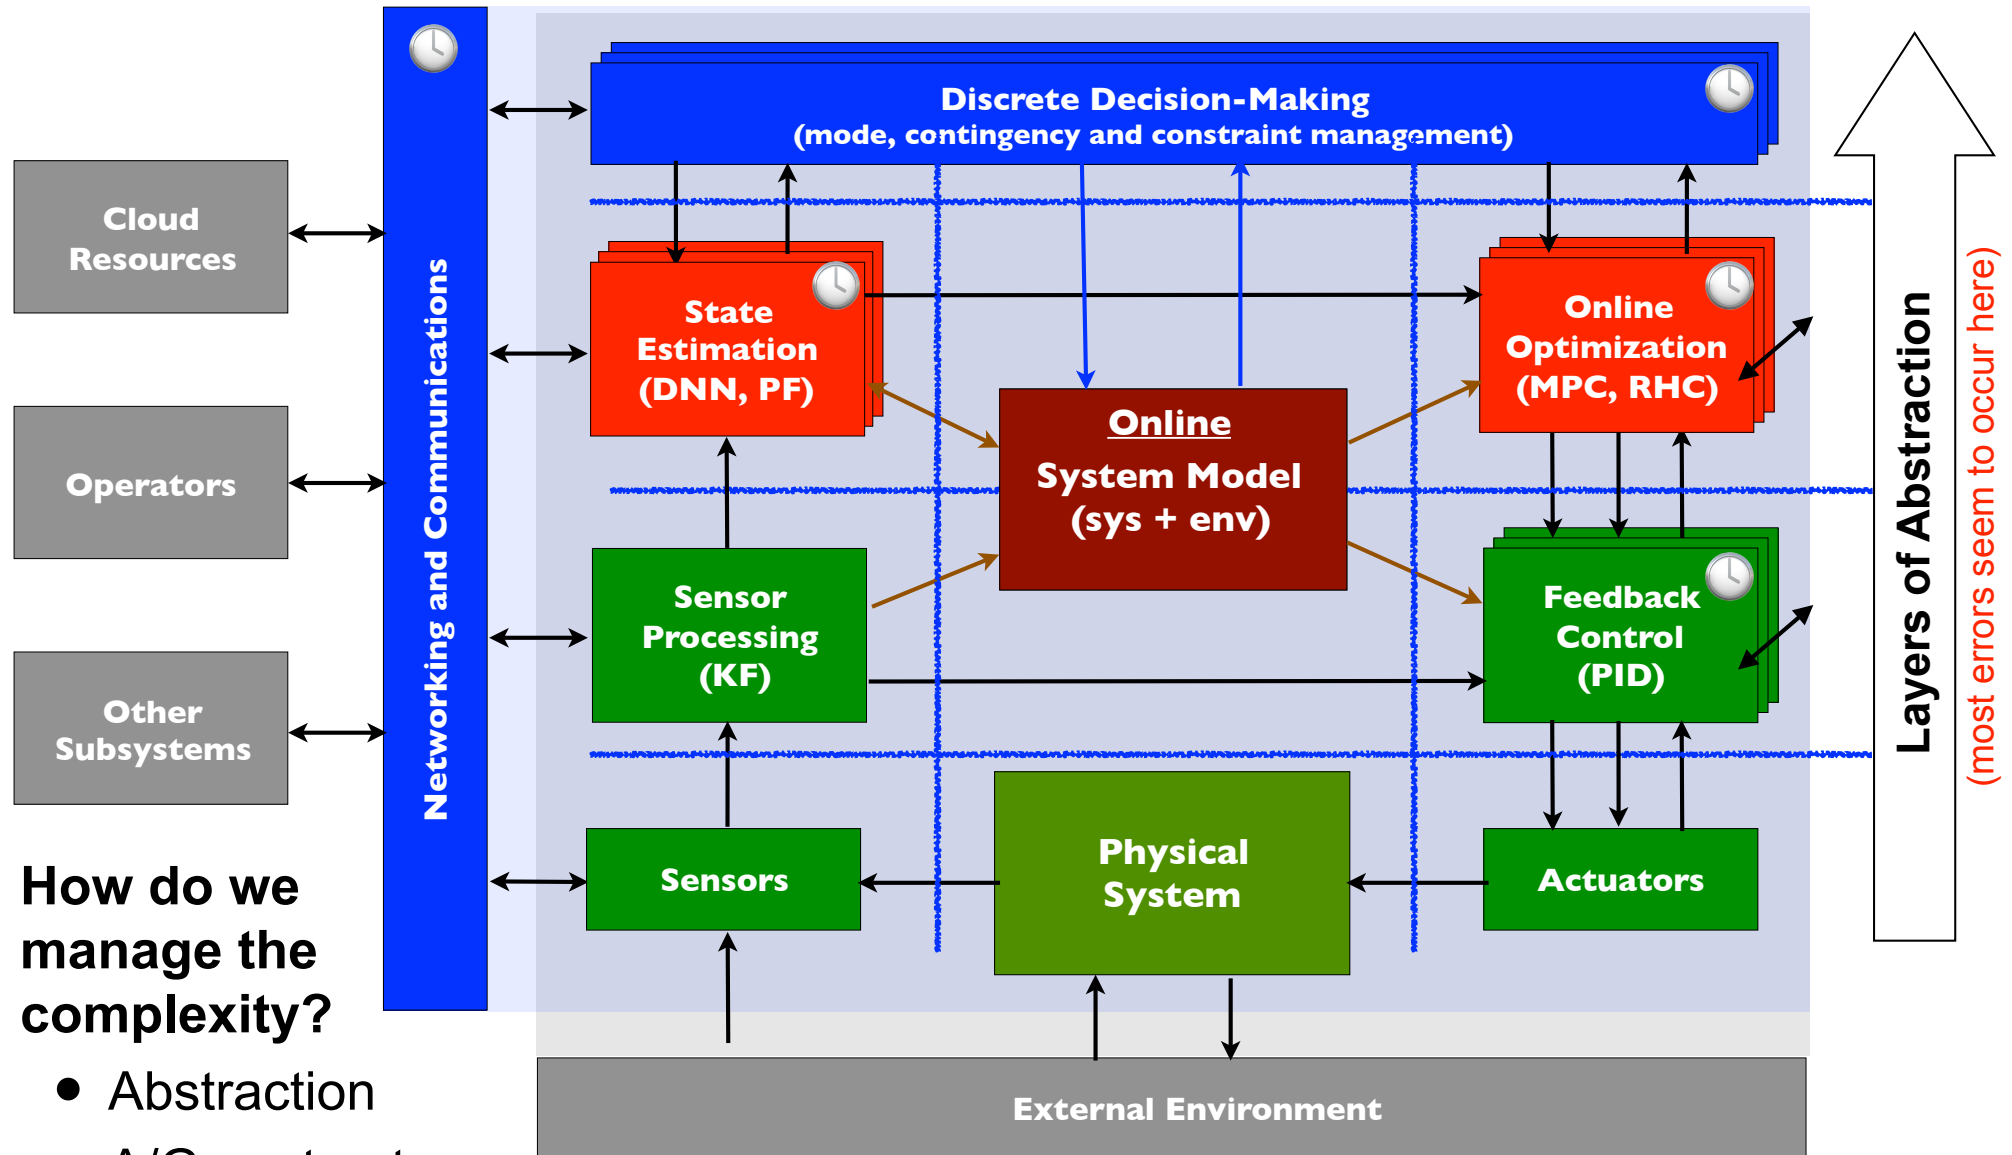 Discrete Decision-Making
(mode, contingency and constraint management)
Cloud
Resources
Operators
Other
Subsystems
Networking and Communications
State
Estimation
(DNN, PF)
Online
Optimization
(MPC, RHC)
Online
System Model
(sys + env)
Sensor
Processing
(KF)
Feedback
Control
(PID)
Sensors
Physical
System
Actuators
External Environment
Layers of Abstraction
(most errors seem to occur here)
How do we
manage the
complexity?
• Abstraction